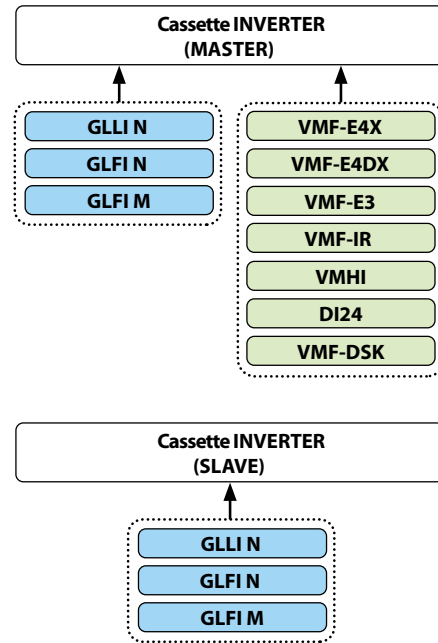 Cassette INVERTER
(MASTER)
GLLI N
GLFI N
GLFI M
VMF-E4X
VMF-E4DX
VMF-E3
VMF-IR
VMHI
DI24
VMF-DSK
Cassette INVERTER
(SLAVE)
GLLI N
GLFI N
GLFI M